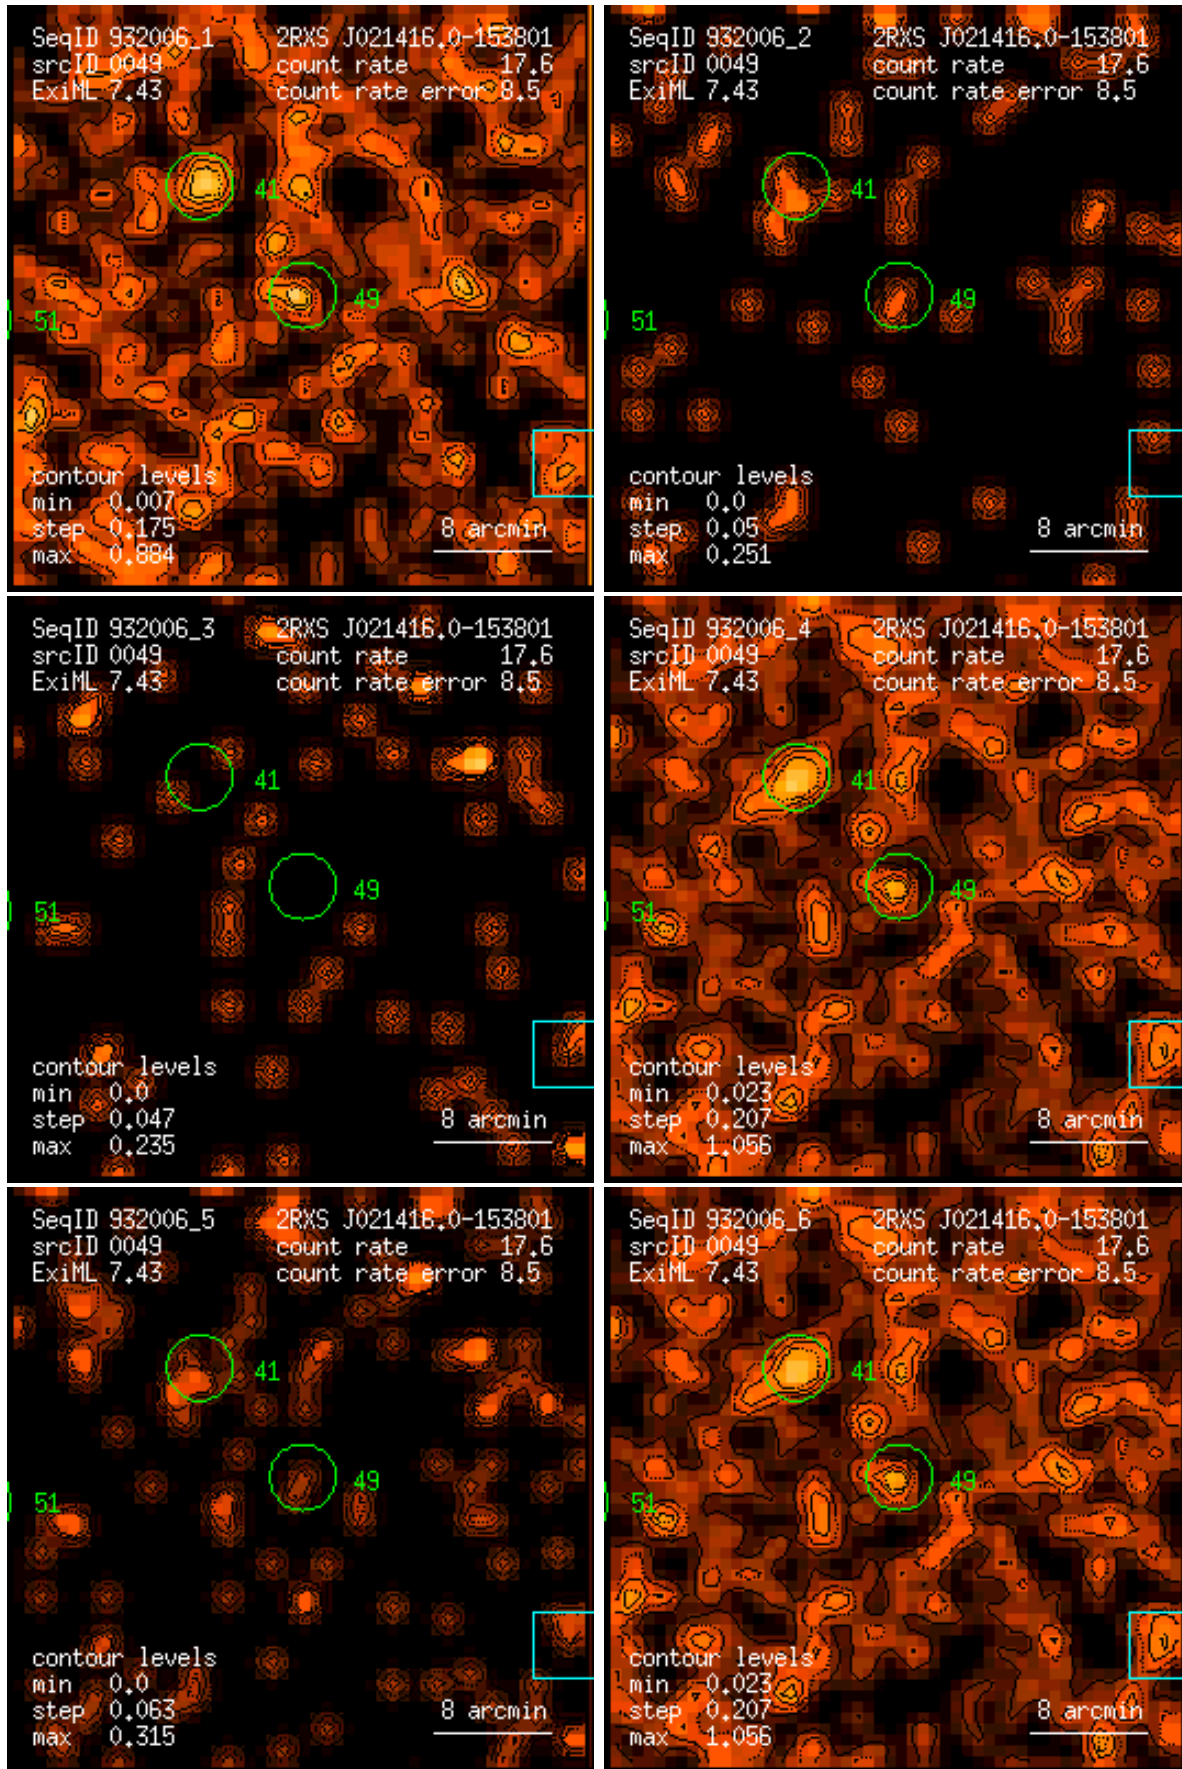 SeqID 932006_1 2RXS J021416.0-153801
srcID 0049 count rate 17.6
ExiML 7.43 count rate error 8.5
41
49
51
contour levels
min 0.007
step 0.175 8 arcmin
max 0.884
SeqID 932006_2 2RXS J021416.0-153801
srcID 0049 count rate 17.6
ExiML 7.43 count rate error 8.5
41
49
51
contour levels
min 0.0
step 0.05 8 arcmin
max 0.251
SeqID 932006_3 2RXS J021416.0-153801
srcID 0049 count rate 17.6
ExiML 7.43 count rate error 8.5
41
49
51
contour levels
min 0.0
step 0.047 8 arcmin
max 0.235
SeqID 932006_4 2RXS J021416.0-153801
srcID 0049 count rate 17.6
ExiML 7.43 count rate error 8.5
41
49
51
contour levels
min 0.023
step 0.207 8 arcmin
max 1.056
SeqID 932006_5 2RXS J021416.0-153801
srcID 0049 count rate 17.6
ExiML 7.43 count rate error 8.5
41
49
51
contour levels
min 0.0
step 0.063 8 arcmin
max 0.315
SeqID 932006_6 2RXS J021416.0-153801
srcID 0049 count rate 17.6
ExiML 7.43 count rate error 8.5
41
49
51
contour levels
min 0.023
step 0.207 8 arcmin
max 1.056